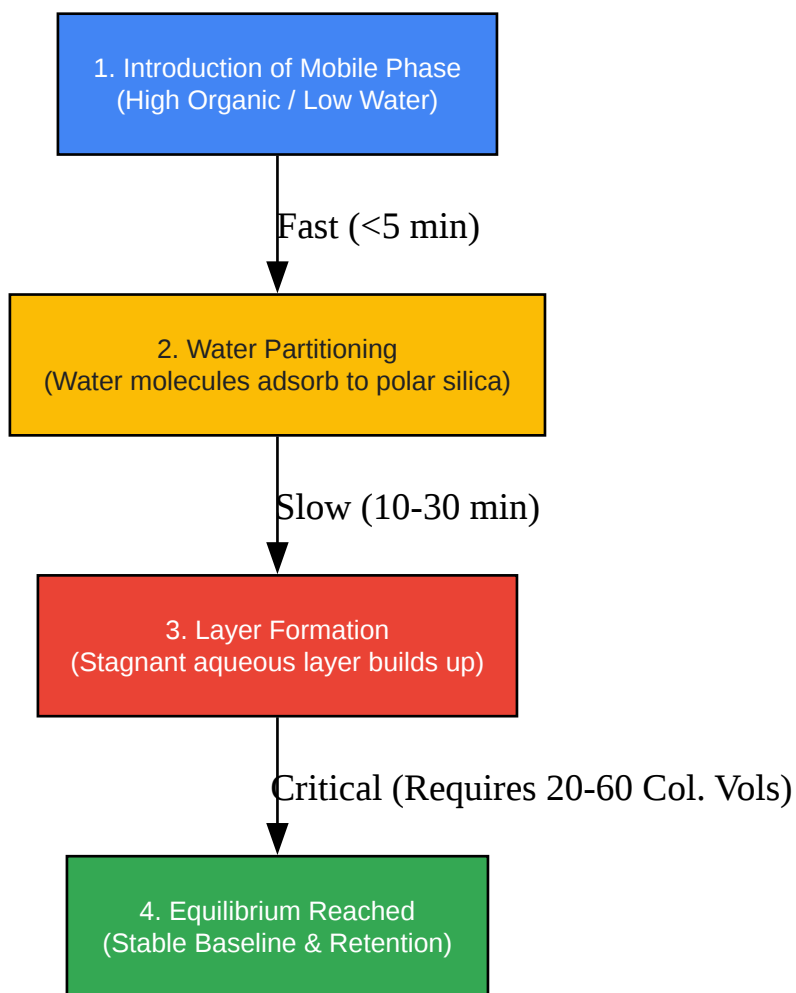 1. Introduction of Mobile Phase
(High Organic / Low Water)
Fast (<5 min)
2. Water Partitioning
(Water molecules adsorb to polar silica)
Slow (10-30 min)
3. Layer Formation
(Stagnant aqueous layer builds up)
Critical (Requires 20-60 Col. Vols)
4. Equilibrium Reached
(Stable Baseline & Retention)